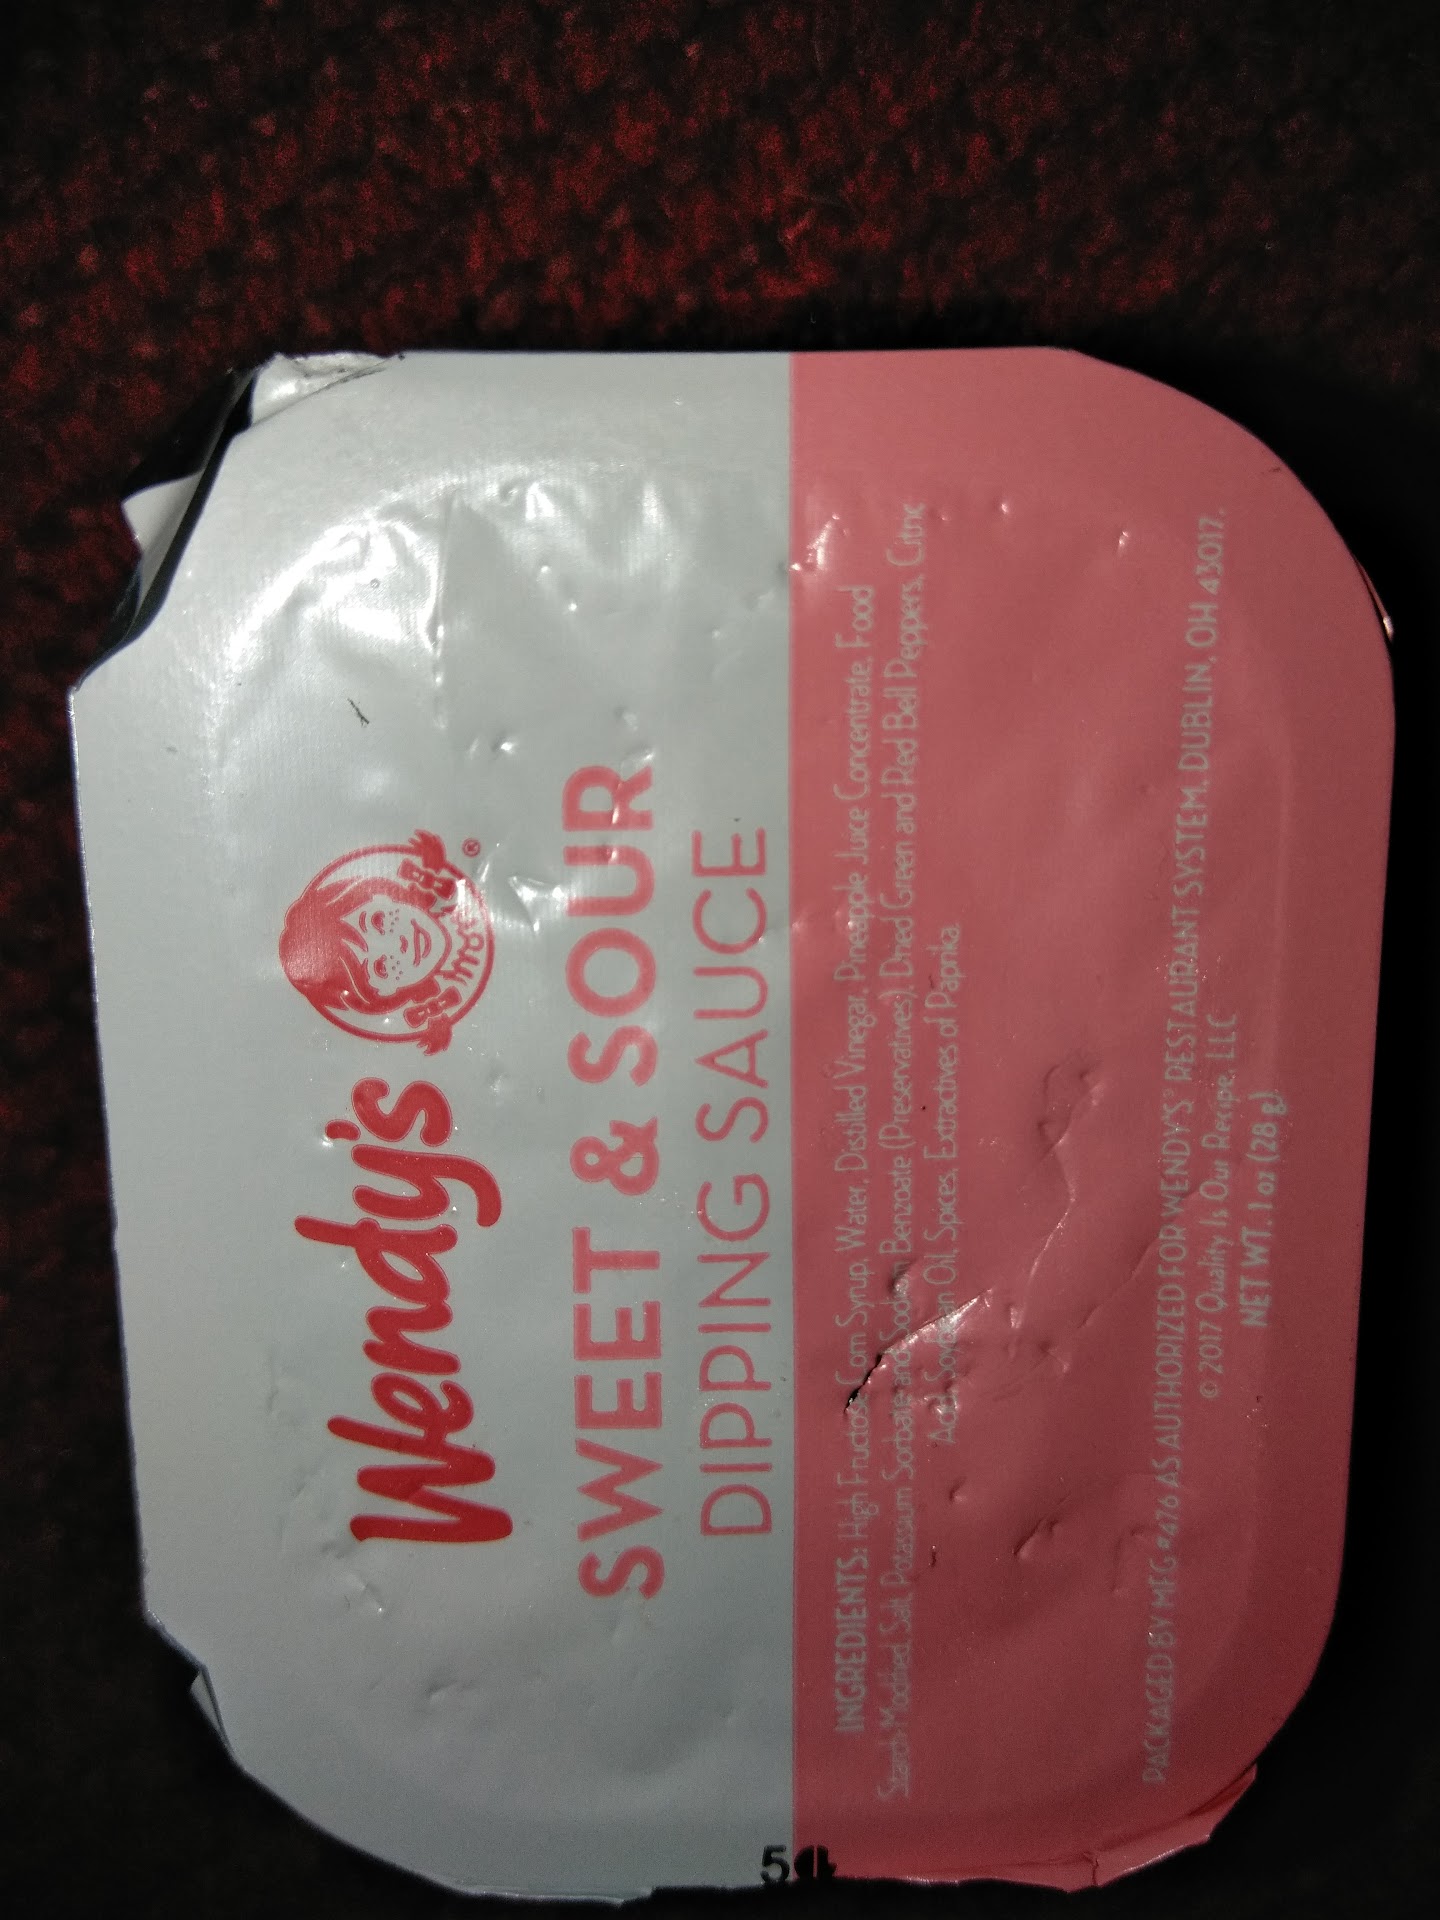 Wendy's
®
SWEET & SOUR
DIPPING SAUCE
INGREDIENTS: High Fructose Corn Syrup, Water, Distilled Vinegar, Pineapple Juice Concentrate, Food
Starch-Modified, Salt, Potassium Sorbate and Sodium Benzoate (Preservatives), Dried Green and Red Bell Peppers, Citric
Acid, Soybean Oil, Spices, Extractives of Paprika.
PACKAGED BY MFG #476 AS AUTHORIZED FOR WENDY'S® RESTAURANT SYSTEM, DUBLIN, OH 43017.
© 2017 Quality Is Our Recipe, LLC
NET WT. 1 oz (28 g)
5